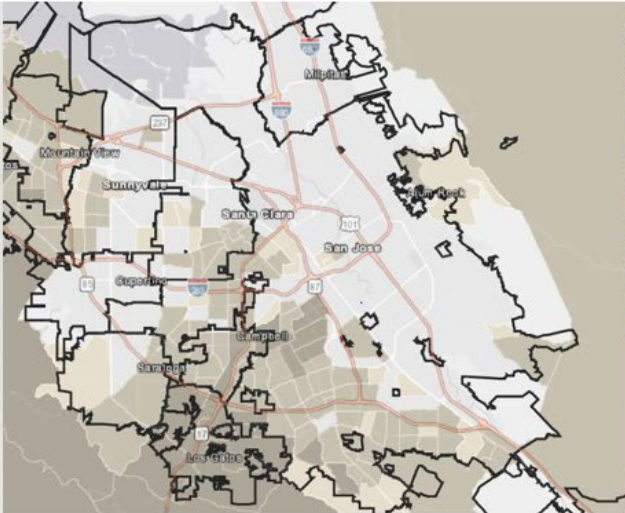 Milpitas
237
Mountain View
Sunnyvale
Alum Rock
Santa Clara
101
San Jose
Cupertino
85
87
Campbell
Saratoga
17
Los Gatos